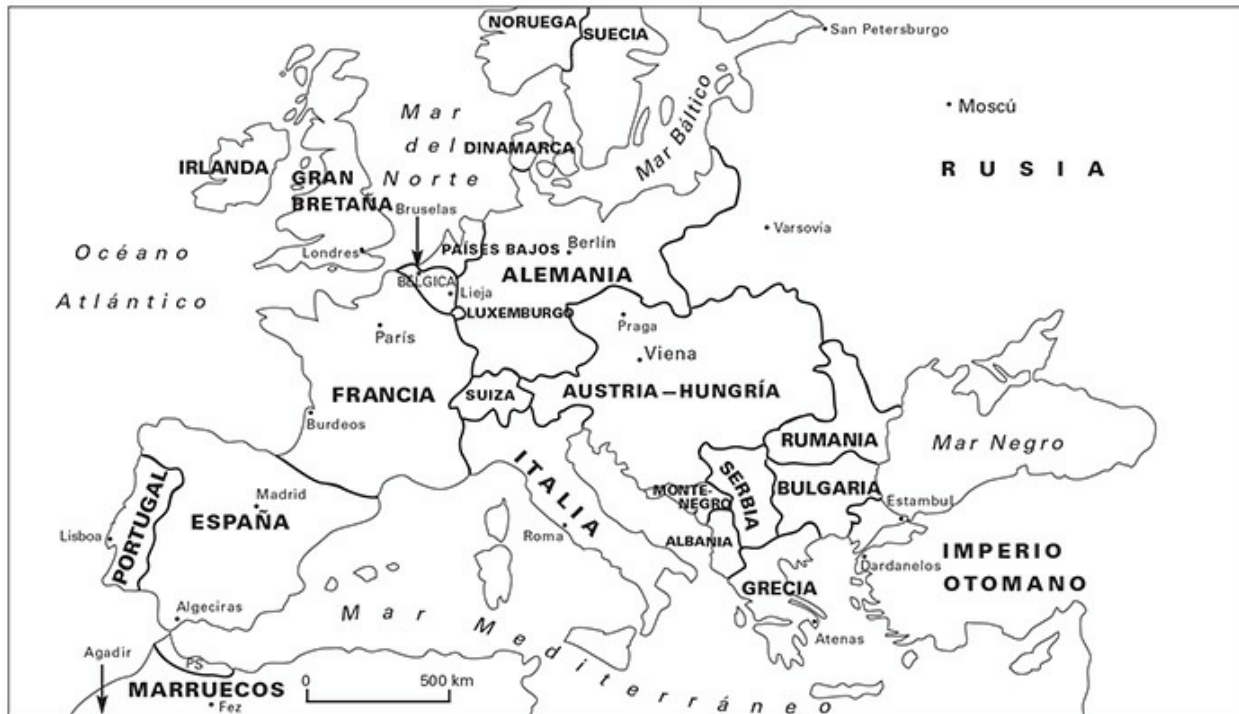 NORUEGA
SUECIA
San Petersburgo
Moscú
Mar
del
Norte
DINAMARCA
Mar Báltico
RUSIA
IRLANDA
GRAN
BRETAÑA
Bruselas
Londres
PAÍSES BAJOS
Berlín
Varsovia
Océano
Atlántico
BÉLGICA
Lieja
ALEMANIA
LUXEMBURGO
París
Praga
Viena
FRANCIA
SUIZA
AUSTRIA–HUNGRÍA
Burdeos
RUMANIA
Mar Negro
ITALIA
SERBIA
BULGARIA
MONTE-
NEGRO
Estambul
PORTUGAL
Madrid
ESPAÑA
Lisboa
Roma
ALBANIA
IMPERIO
OTOMANO
Dardanelos
GRECIA
Atenas
Algeciras
Mar Mediterráneo
Agadir
PS
MARRUECOS
Fez
0
500 km